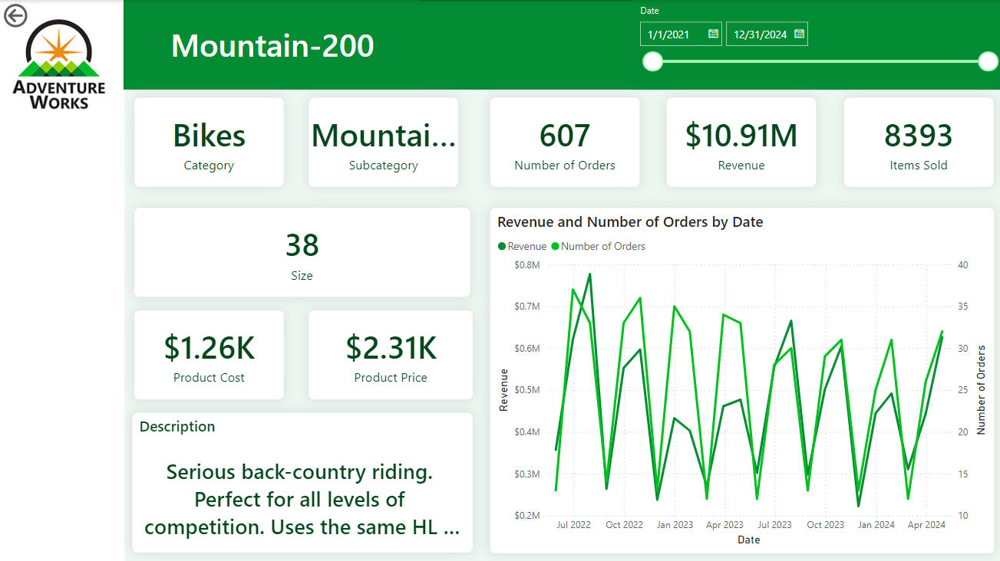 ADVENTURE
WORKS
Mountain-200
Date
1/1/2021
12/31/2024
Bikes
Category
Mountai...
Subcategory
607
Number of Orders
$10.91M
Revenue
8393
Items Sold
38
Size
$1.26K
Product Cost
$2.31K
Product Price
Description
Serious back-country riding.
Perfect for all levels of
competition. Uses the same HL ...
Revenue and Number of Orders by Date
Revenue Number of Orders
$0.8M
$0.7M
$0.6M
$0.5M
$0.4M
$0.3M
$0.2M
Revenue
40
35
30
25
20
15
10
Number of Orders
Jul 2022 Oct 2022 Jan 2023 Apr 2023 Jul 2023 Oct 2023 Jan 2024 Apr 2024
Date